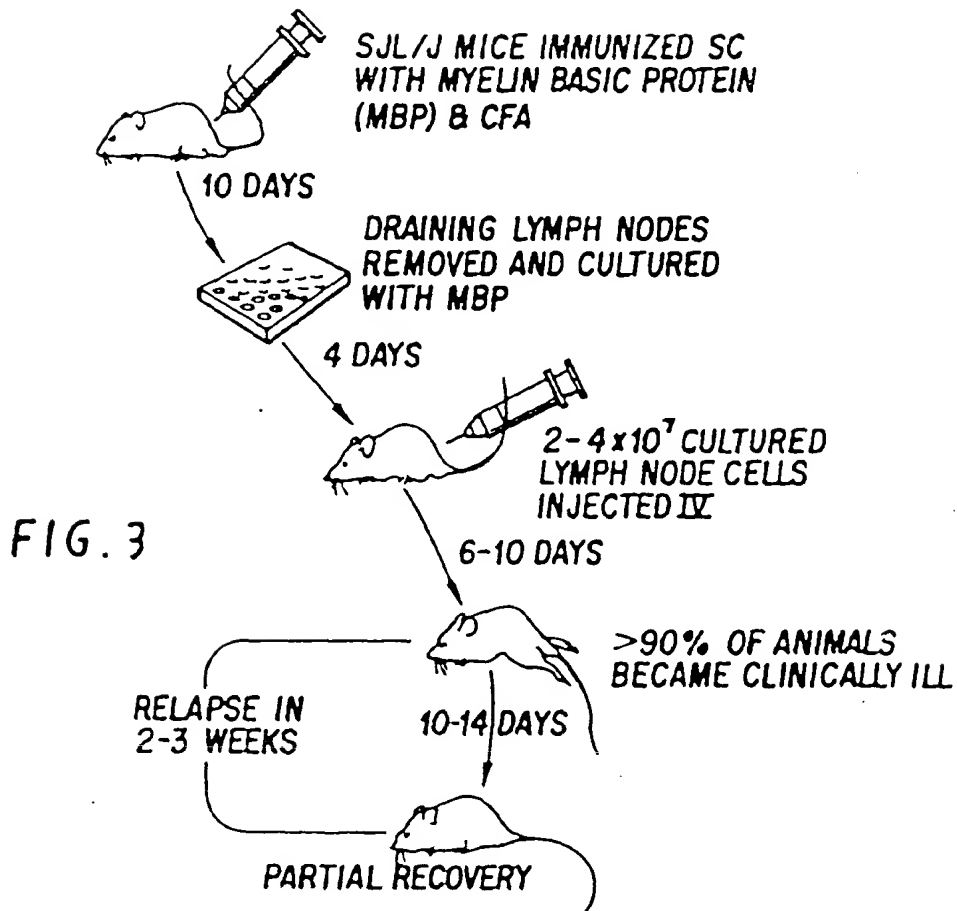 SJL/J MICE IMMUNIZED SC
WITH MYELIN BASIC PROTEIN
(MBP) & CFA
10 DAYS
DRAINING LYMPH NODES
REMOVED AND CULTURED
WITH MBP
4 DAYS
2-4x10⁷ CULTURED
LYMPH NODE CELLS
INJECTED IV
FIG. 3
6-10 DAYS
>90% OF ANIMALS
BECAME CLINICALLY ILL
RELAPSE IN
2-3 WEEKS
10-14 DAYS
PARTIAL RECOVERY